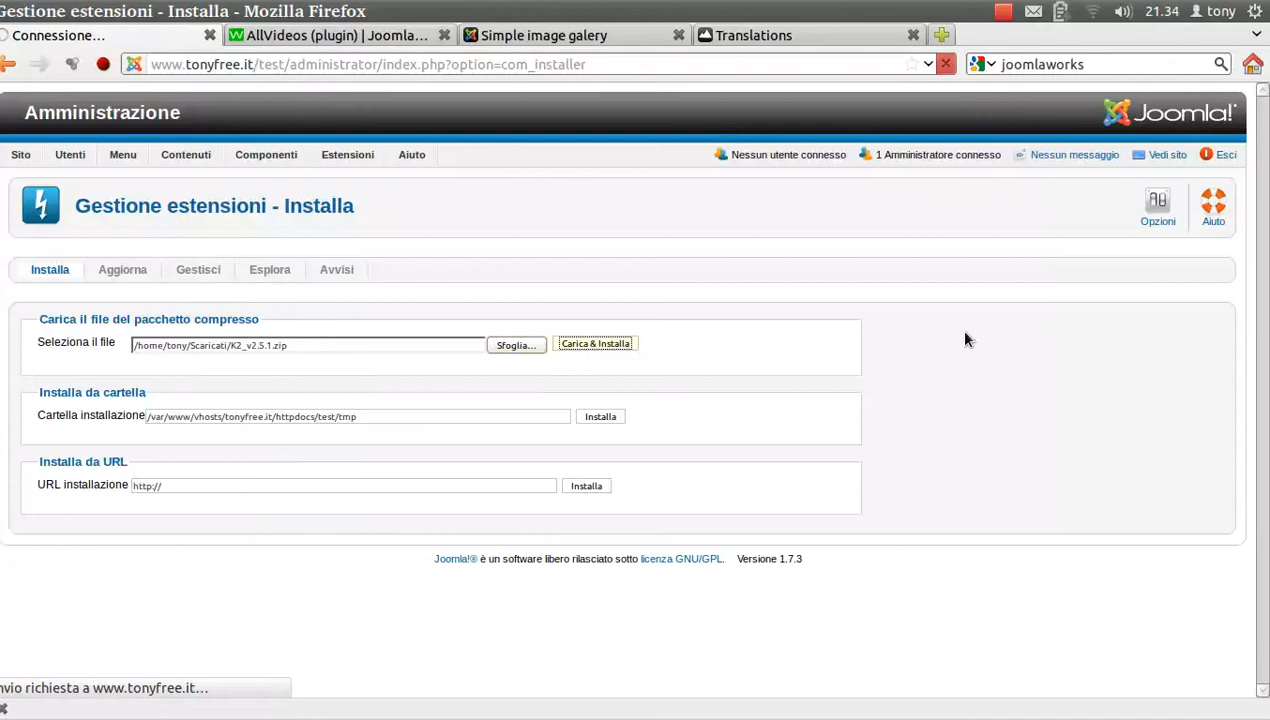 Gestione estensioni - Installa - Mozilla Firefox
21.34 tony
Connessione... AllVideos (plugin) | Joomla... Simple image galery Translations
www.tonyfree.it/test/administrator/index.php?option=com_installer joomlaworks
Amministrazione Joomla!
Sito Utenti Menu Contenuti Componenti Estensioni Aiuto Nessun utente connesso 1 Amministratore connesso Nessun messaggio Vedi sito Esci
Gestione estensioni - Installa
Opzioni Aiuto
Installa Aggiorna Gestisci Esplora Avvisi
Carica il file del pacchetto compresso
Seleziona il file /home/tony/Scaricati/K2_v2.5.1.zip Sfoglia... Carica & Installa
Installa da cartella
Cartella installazione /var/www/vhosts/tonyfree.it/httpdocs/test/tmp Installa
Installa da URL
URL installazione http:// Installa
Joomla!® è un software libero rilasciato sotto licenza GNU/GPL. Versione 1.7.3
nvio richiesta a www.tonyfree.it...